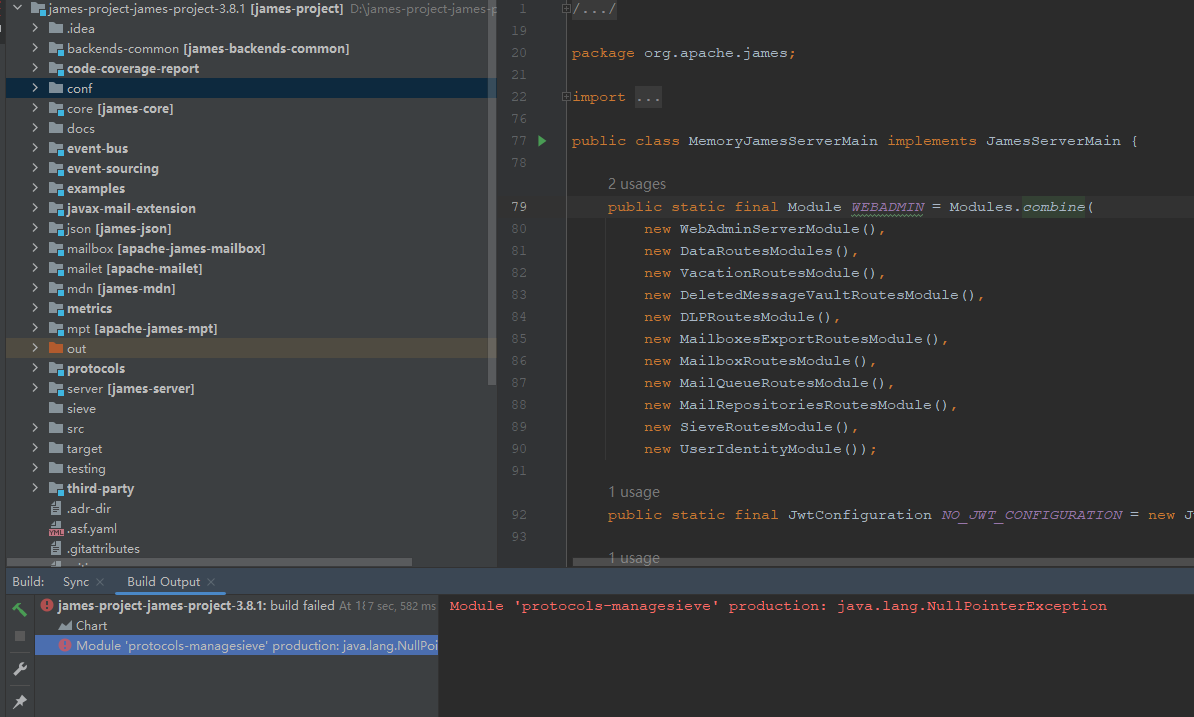 james-project-james-project-3.8.1 [james-project] D:\james-project-james-p
.idea
backends-common [james-backends-common]
code-coverage-report
conf
core [james-core]
docs
event-bus
event-sourcing
examples
javax-mail-extension
json [james-json]
mailbox [apache-james-mailbox]
mailet [apache-mailet]
mdn [james-mdn]
metrics
mpt [apache-james-mpt]
out
protocols
server [james-server]
sieve
src
target
testing
third-party
.adr-dir
.asf.yaml
.gitattributes
1 /.../
19
20 package org.apache.james;
21
22 import ...
76
77 public class MemoryJamesServerMain implements JamesServerMain {
78
2 usages
79 public static final Module WEBADMIN = Modules.combine(
80 new WebAdminServerModule(),
81 new DataRoutesModules(),
82 new VacationRoutesModule(),
83 new DeletedMessageVaultRoutesModule(),
84 new DLPRoutesModule(),
85 new MailboxesExportRoutesModule(),
86 new MailboxRoutesModule(),
87 new MailQueueRoutesModule(),
88 new MailRepositoriesRoutesModule(),
89 new SieveRoutesModule(),
90 new UserIdentityModule());
91
1 usage
92 public static final JwtConfiguration NO_JWT_CONFIGURATION = new J
93
1 usage
Build: Sync Build Output
james-project-james-project-3.8.1: build failed At 18 7 sec, 582 ms
Chart
Module 'protocols-managesieve' production: java.lang.NullPoi
Module 'protocols-managesieve' production: java.lang.NullPointerException